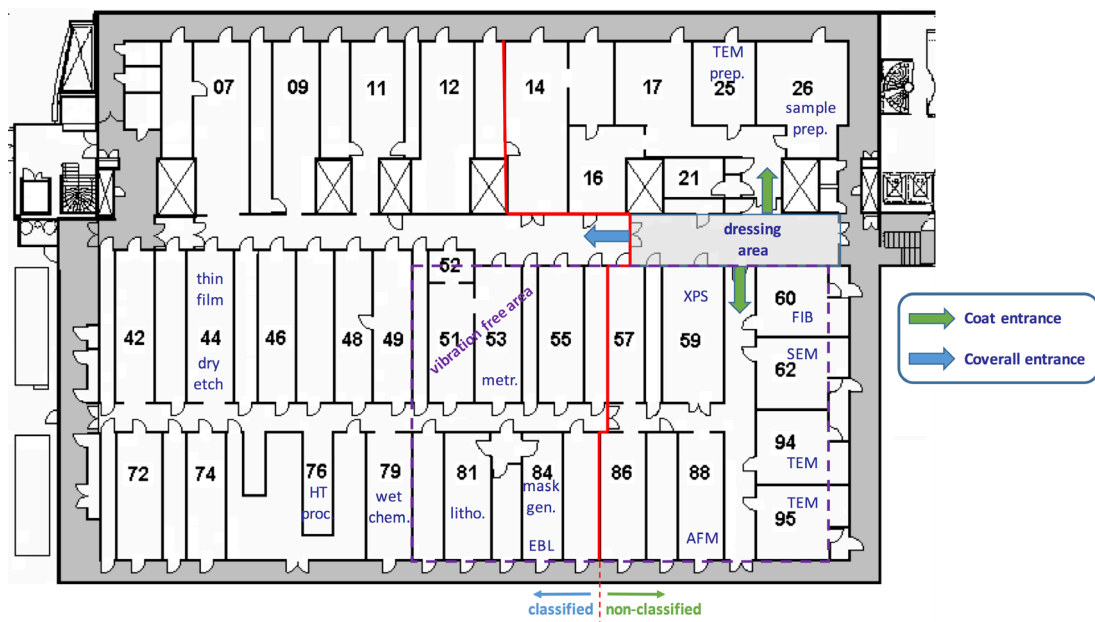 07
09
11
12
14
17
TEM
prep.
25
26
sample
prep.
16
21
dressing
area
52
thin
film
42
44
dry
etch
46
48
49
51
53
vibration free area
metr.
55
57
XPS
59
60
FIB
SEM
62
Coat entrance
Coverall entrance
72
74
76
HT
proc
79
wet
chem.
81
litho.
84
mask
gen.
EBL
86
88
AFM
94
TEM
TEM
95
classified
non-classified